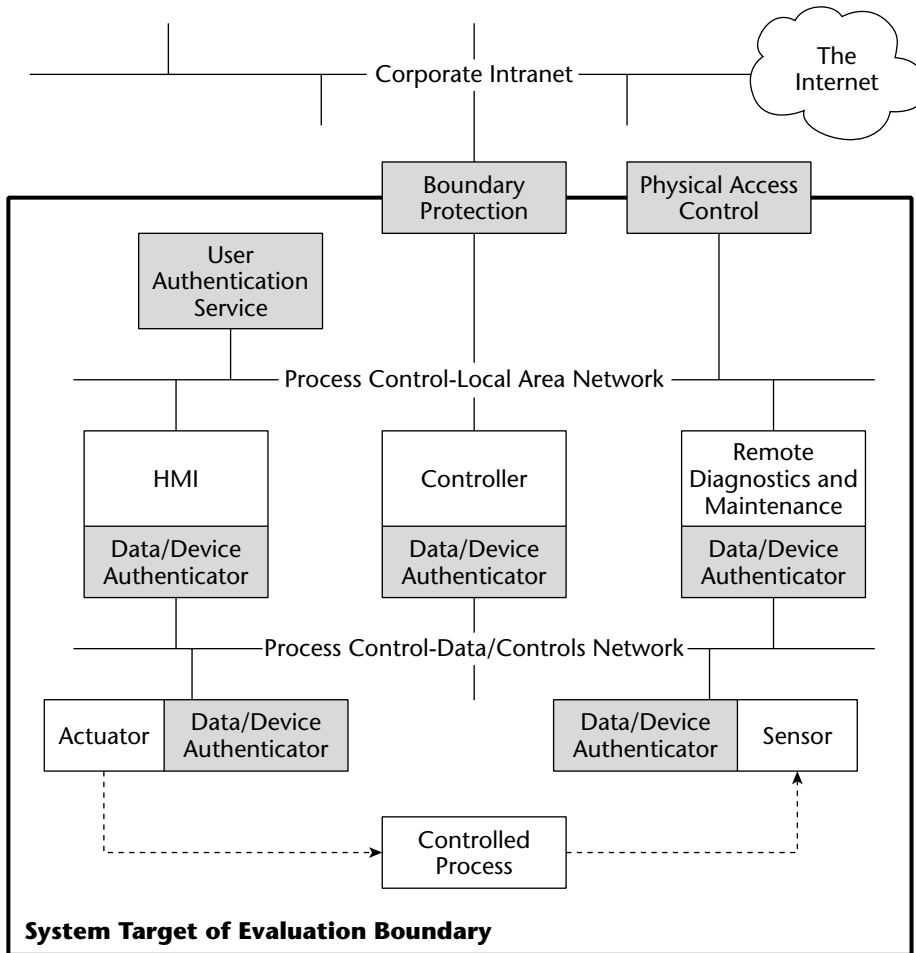 The
Internet
Corporate Intranet
Boundary
Protection
Physical Access
Control
User
Authentication
Service
Process Control-Local Area Network
HMI
Controller
Remote
Diagnostics and
Maintenance
Data/Device
Authenticator
Data/Device
Authenticator
Data/Device
Authenticator
Process Control-Data/Controls Network
Actuator
Data/Device
Authenticator
Data/Device
Authenticator
Sensor
Controlled
Process
System Target of Evaluation Boundary